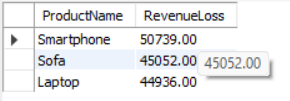 ProductName RevenueLoss
Smartphone 50739.00
Sofa 45052.00 45052.00
Laptop 44936.00